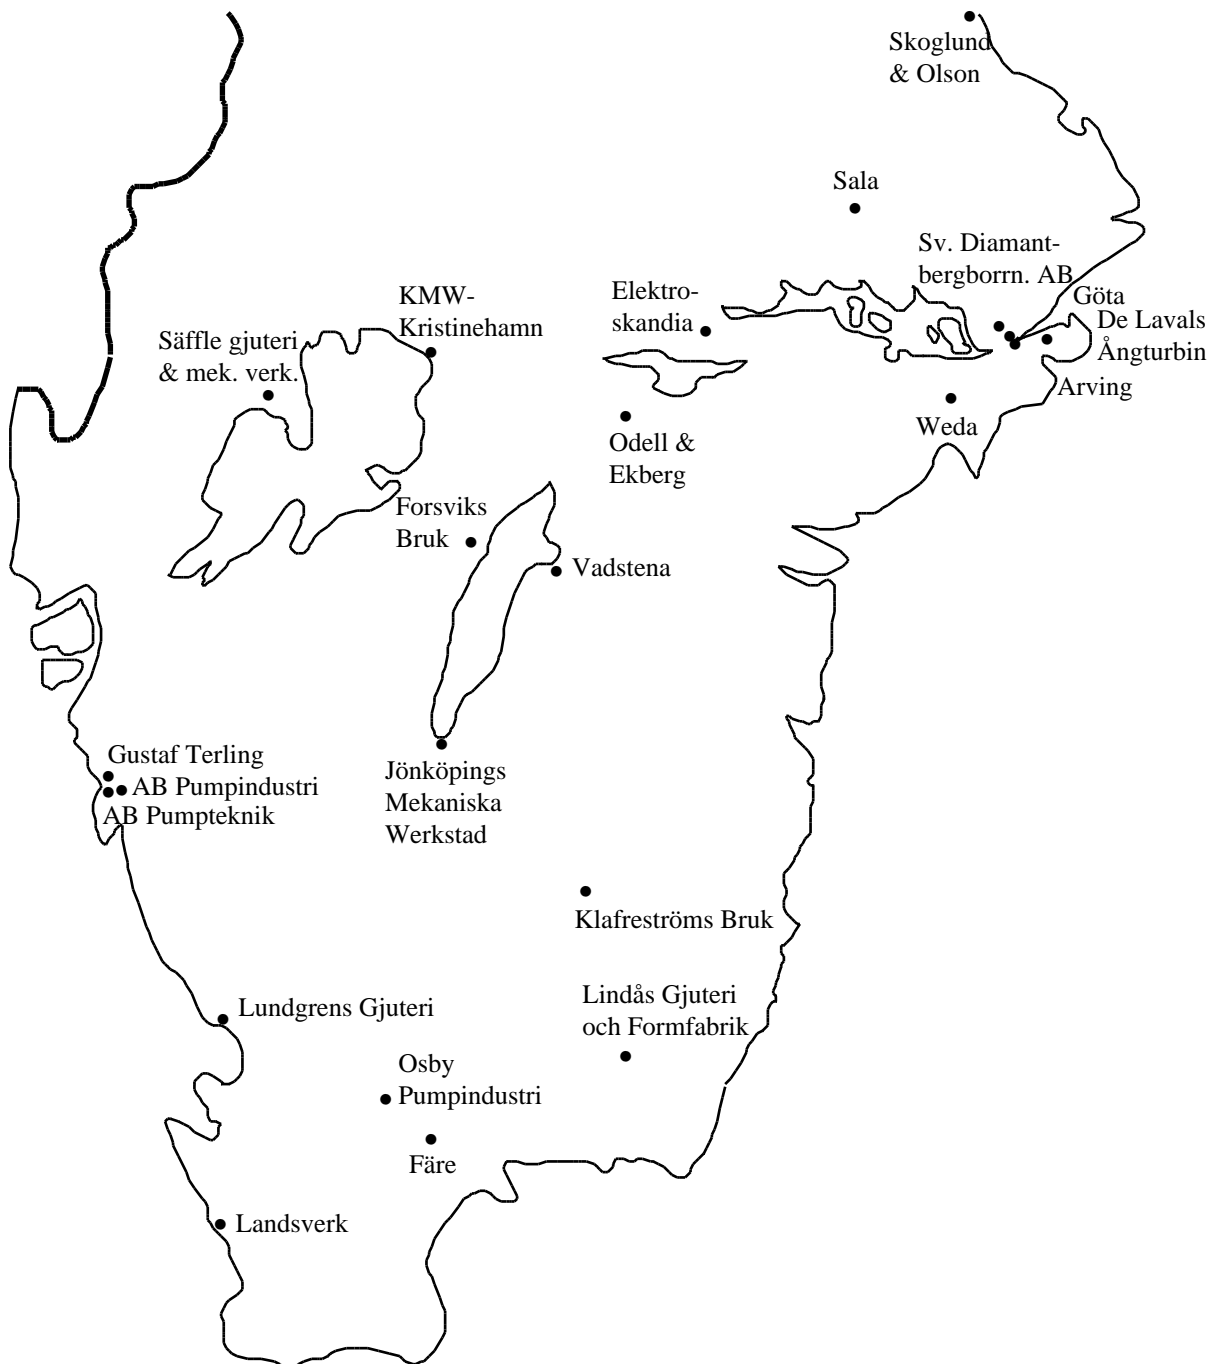 Skoglund
& Olson
Sala
Sv. Diamant-
bergborrn. AB
Elektro-
skandia
KMW-
Kristinehamn
Göta
De Lavals
Ångturbin
Säffle gjuteri
& mek. verk.
Arving
Weda
Odell &
Ekberg
Forsviks
Bruk
Vadstena
Gustaf Terling
AB Pumpindustri
AB Pumpteknik
Jönköpings
Mekaniska
Werkstad
Klafreströms Bruk
Lindås Gjuteri
och Formfabrik
Lundgrens Gjuteri
Osby
Pumpindustri
Färe
Landsverk